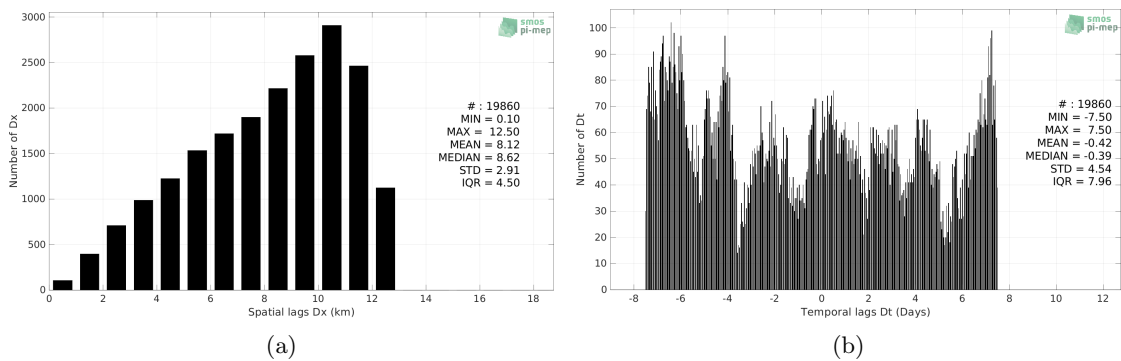 3000
2500
2000
1500
1000
500
0
Number of Dx
0 2 4 6 8 10 12 14 16 18
Spatial lags Dx (km)
smos
pi-mep
# : 19860
MIN = 0.10
MAX = 12.50
MEAN = 8.12
MEDIAN = 8.62
STD = 2.91
IQR = 4.50
(a)
100
90
80
70
60
50
40
30
20
10
0
Number of Dt
-8 -6 -4 -2 0 2 4 6 8 10 12
Temporal lags Dt (Days)
smos
pi-mep
# : 19860
MIN = -7.50
MAX = 7.50
MEAN = -0.42
MEDIAN = -0.39
STD = 4.54
IQR = 7.96
(b)